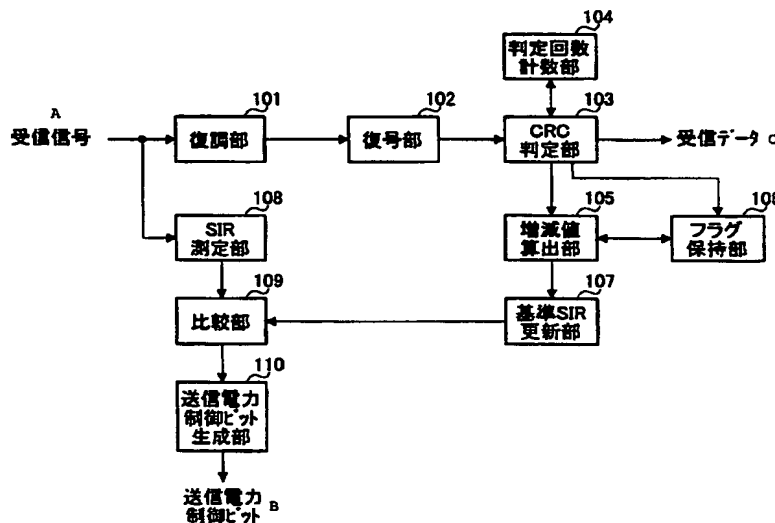 104
判定回数
計数部
A
受信信号
101
復調部
102
復号部
103
CRC
判定部
受信データ C
108
SIR
測定部
105
増減値
算出部
106
フラグ
保持部
109
比較部
107
基準SIR
更新部
110
送信電力
制御ビット
生成部
送信電力
制御ビット B